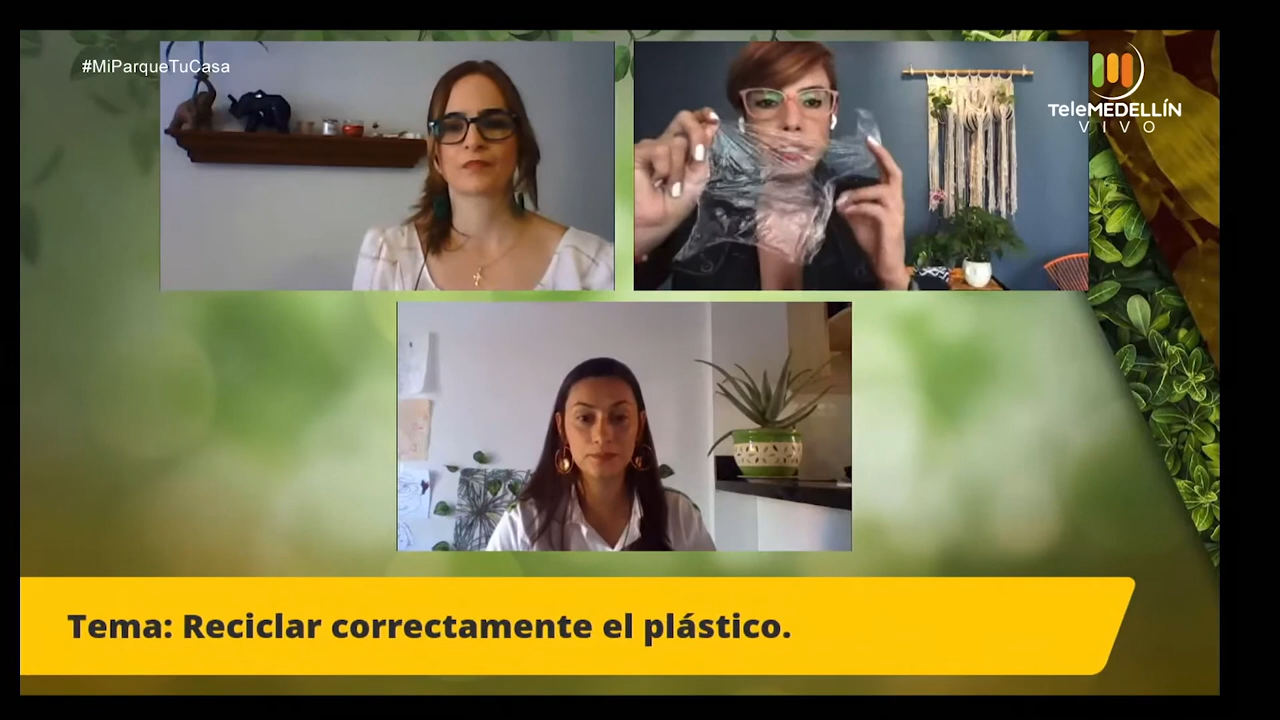 #MiParqueTuCasa
TeleMEDELLÍN
VIVO
Tema: Reciclar correctamente el plástico.